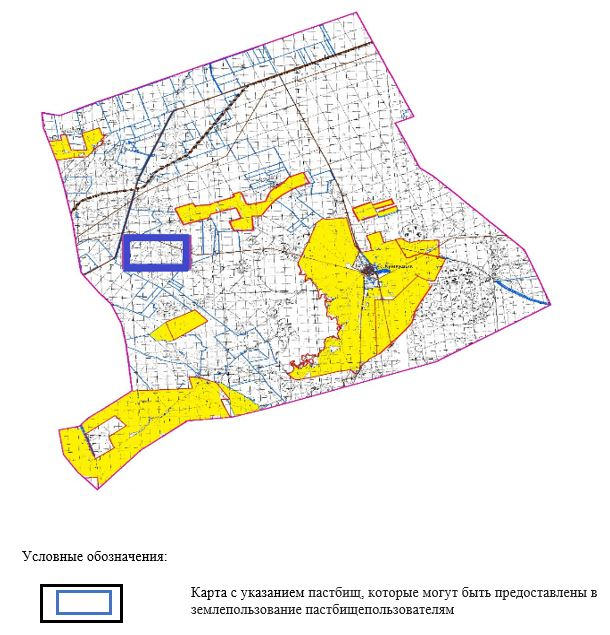 Условные обозначения:
Карта с указанием пастбищ, которые могут быть предоставлены в
землепользование пастбищепользователям